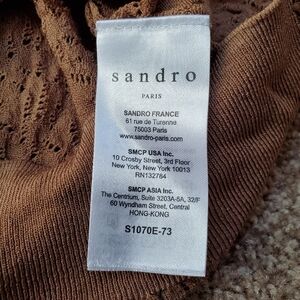 sandro
PARIS
SANDRO FRANCE
61 rue de Turenne
75003 Paris
www.sandro-paris.com
SMCP USA Inc.
10 Crosby Street, 3rd Floor
New York, New York 10013
RN132764
SMCP ASIA Inc.
The Centrium, Suite 3203A-5A, 32/F
60 Wyndham Street, Central
HONG-KONG
S1070E-73